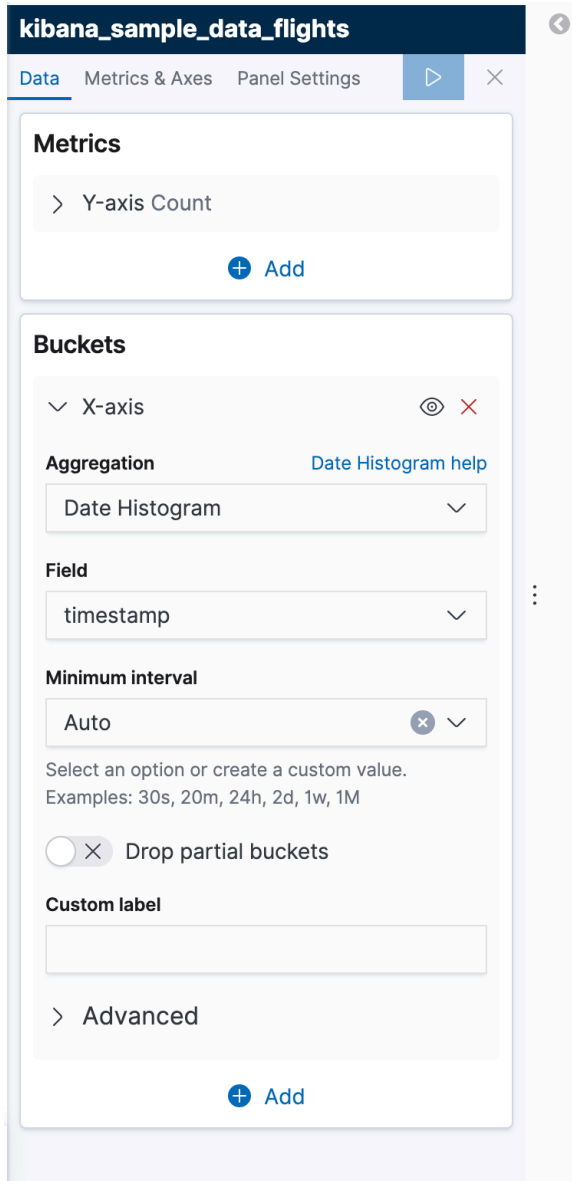 kibana_sample_data_flights
Data Metrics & Axes Panel Settings
Metrics
Y-axis Count
Add
Buckets
X-axis
Aggregation Date Histogram help
Date Histogram
Field
timestamp
Minimum interval
Auto
Select an option or create a custom value.
Examples: 30s, 20m, 24h, 2d, 1w, 1M
Drop partial buckets
Custom label
Advanced
Add